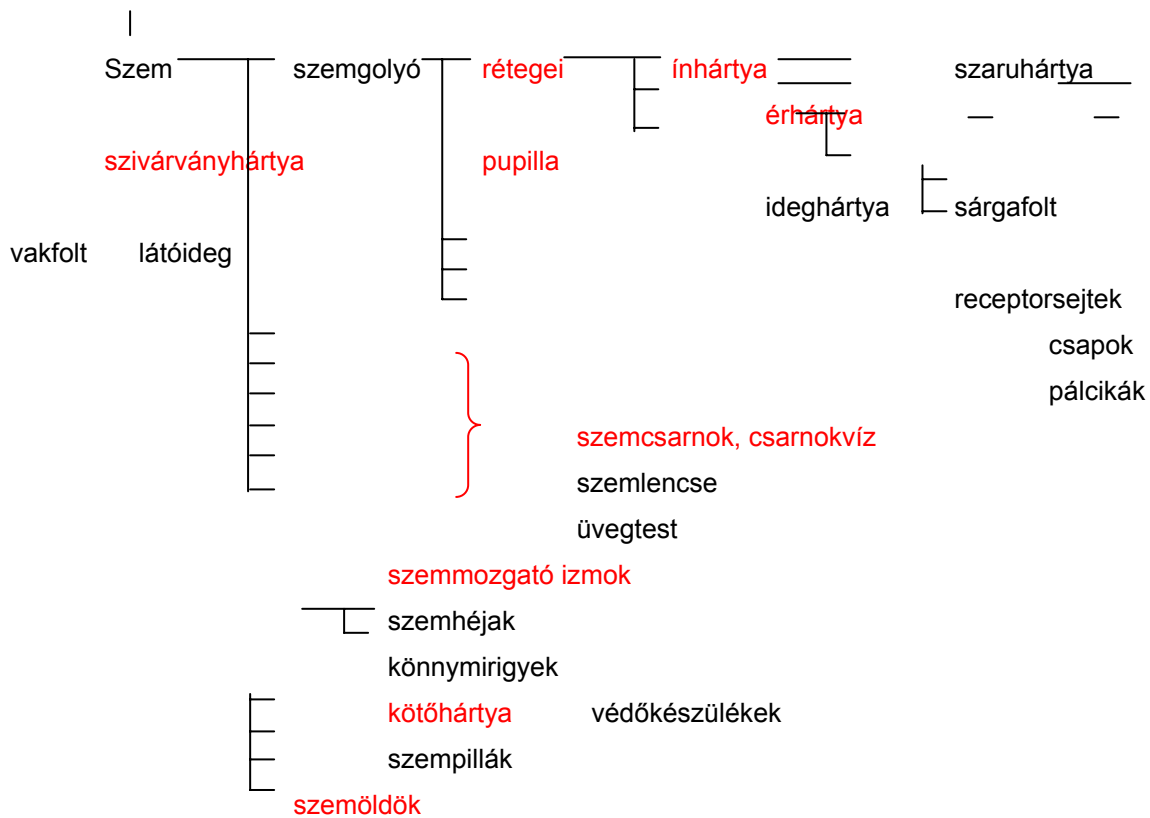 Szem szemgolyó rétegei ínhártya szaruhártya
érhártya
szivárványhártya pupilla
ideghártya sárgafolt
vakfolt látóideg
receptorsejtek
csapok
pálcikák
szemcsarnok, csarnokvíz
szemlencse
üvegtest
szemmozgató izmok
szemhéjak
könnymirigyek
kötőhártya védőkészülékek
szempillák
szemöldök